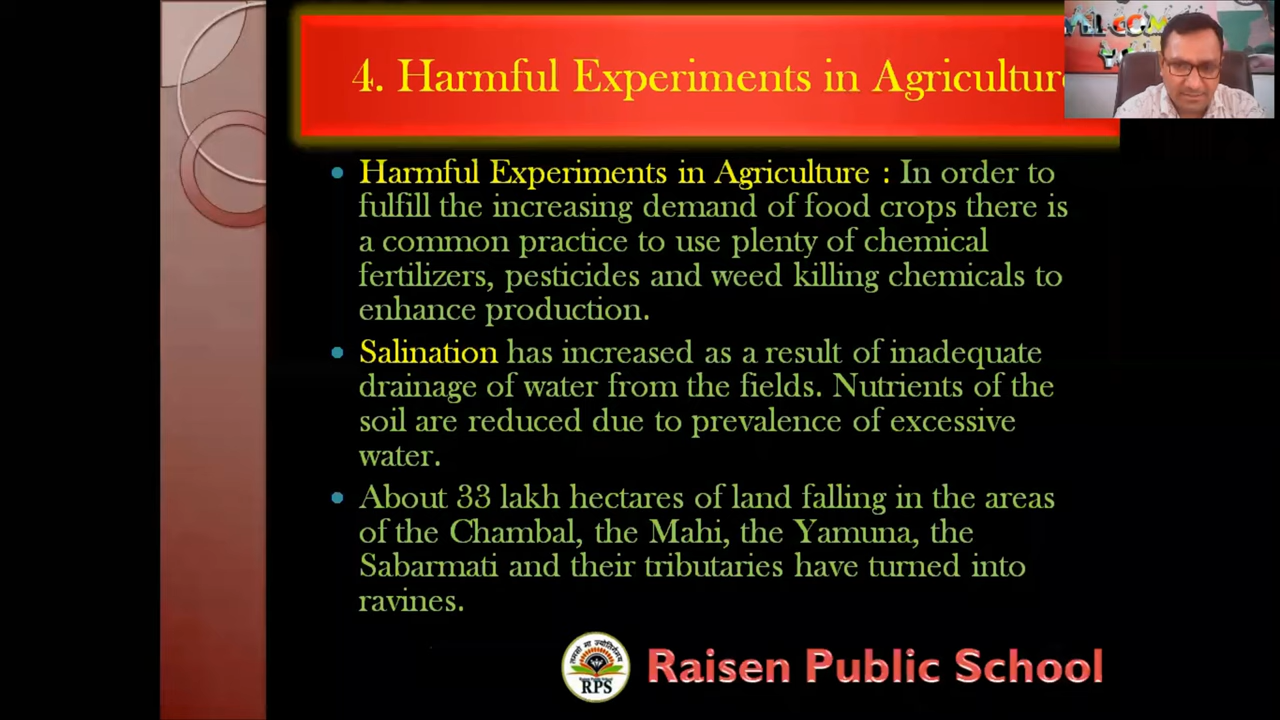 4. Harmful Experiments in Agricultur
Harmful Experiments in Agriculture : In order to
fulfill the increasing demand of food crops there is
a common practice to use plenty of chemical
fertilizers, pesticides and weed killing chemicals to
enhance production.
Salination has increased as a result of inadequate
drainage of water from the fields. Nutrients of the
soil are reduced due to prevalence of excessive
water.
About 33 lakh hectares of land falling in the areas
of the Chambal, the Mahi, the Yamuna, the
Sabarmati and their tributaries have turned into
ravines.
RPS
Raisen Public School